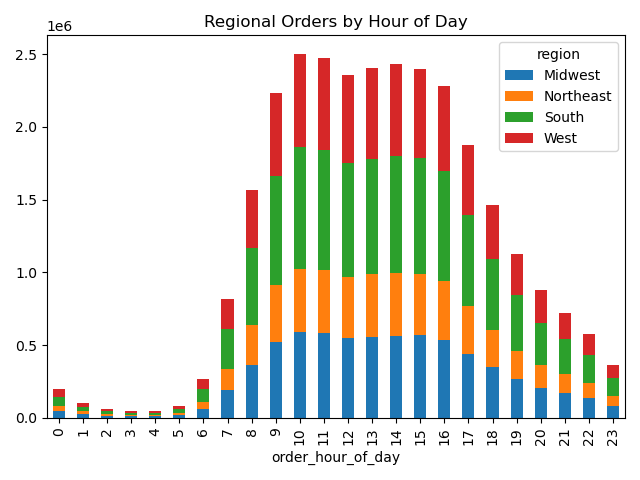 Regional Orders by Hour of Day
1e6
2.5
2.0
1.5
1.0
0.5
0.0
region
Midwest
Northeast
South
West
0 1 2 3 4 5 6 7 8 9 10 11 12 13 14 15 16 17 18 19 20 21 22 23
order_hour_of_day